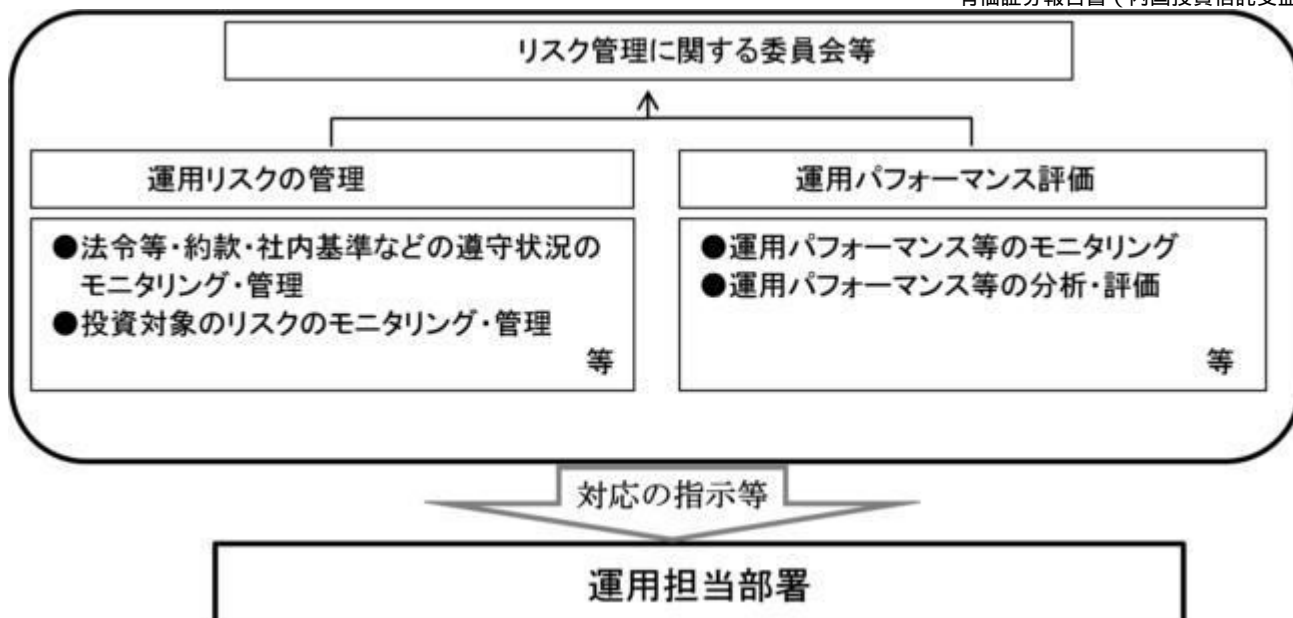 リスク管理に関する委員会等
運用リスクの管理
●法令等・約款・社内基準などの遵守状況の
モニタリング・管理
●投資対象のリスクのモニタリング・管理
等
運用パフォーマンス評価
●運用パフォーマンス等のモニタリング
●運用パフォーマンス等の分析・評価
等
対応の指示等
運用担当部署